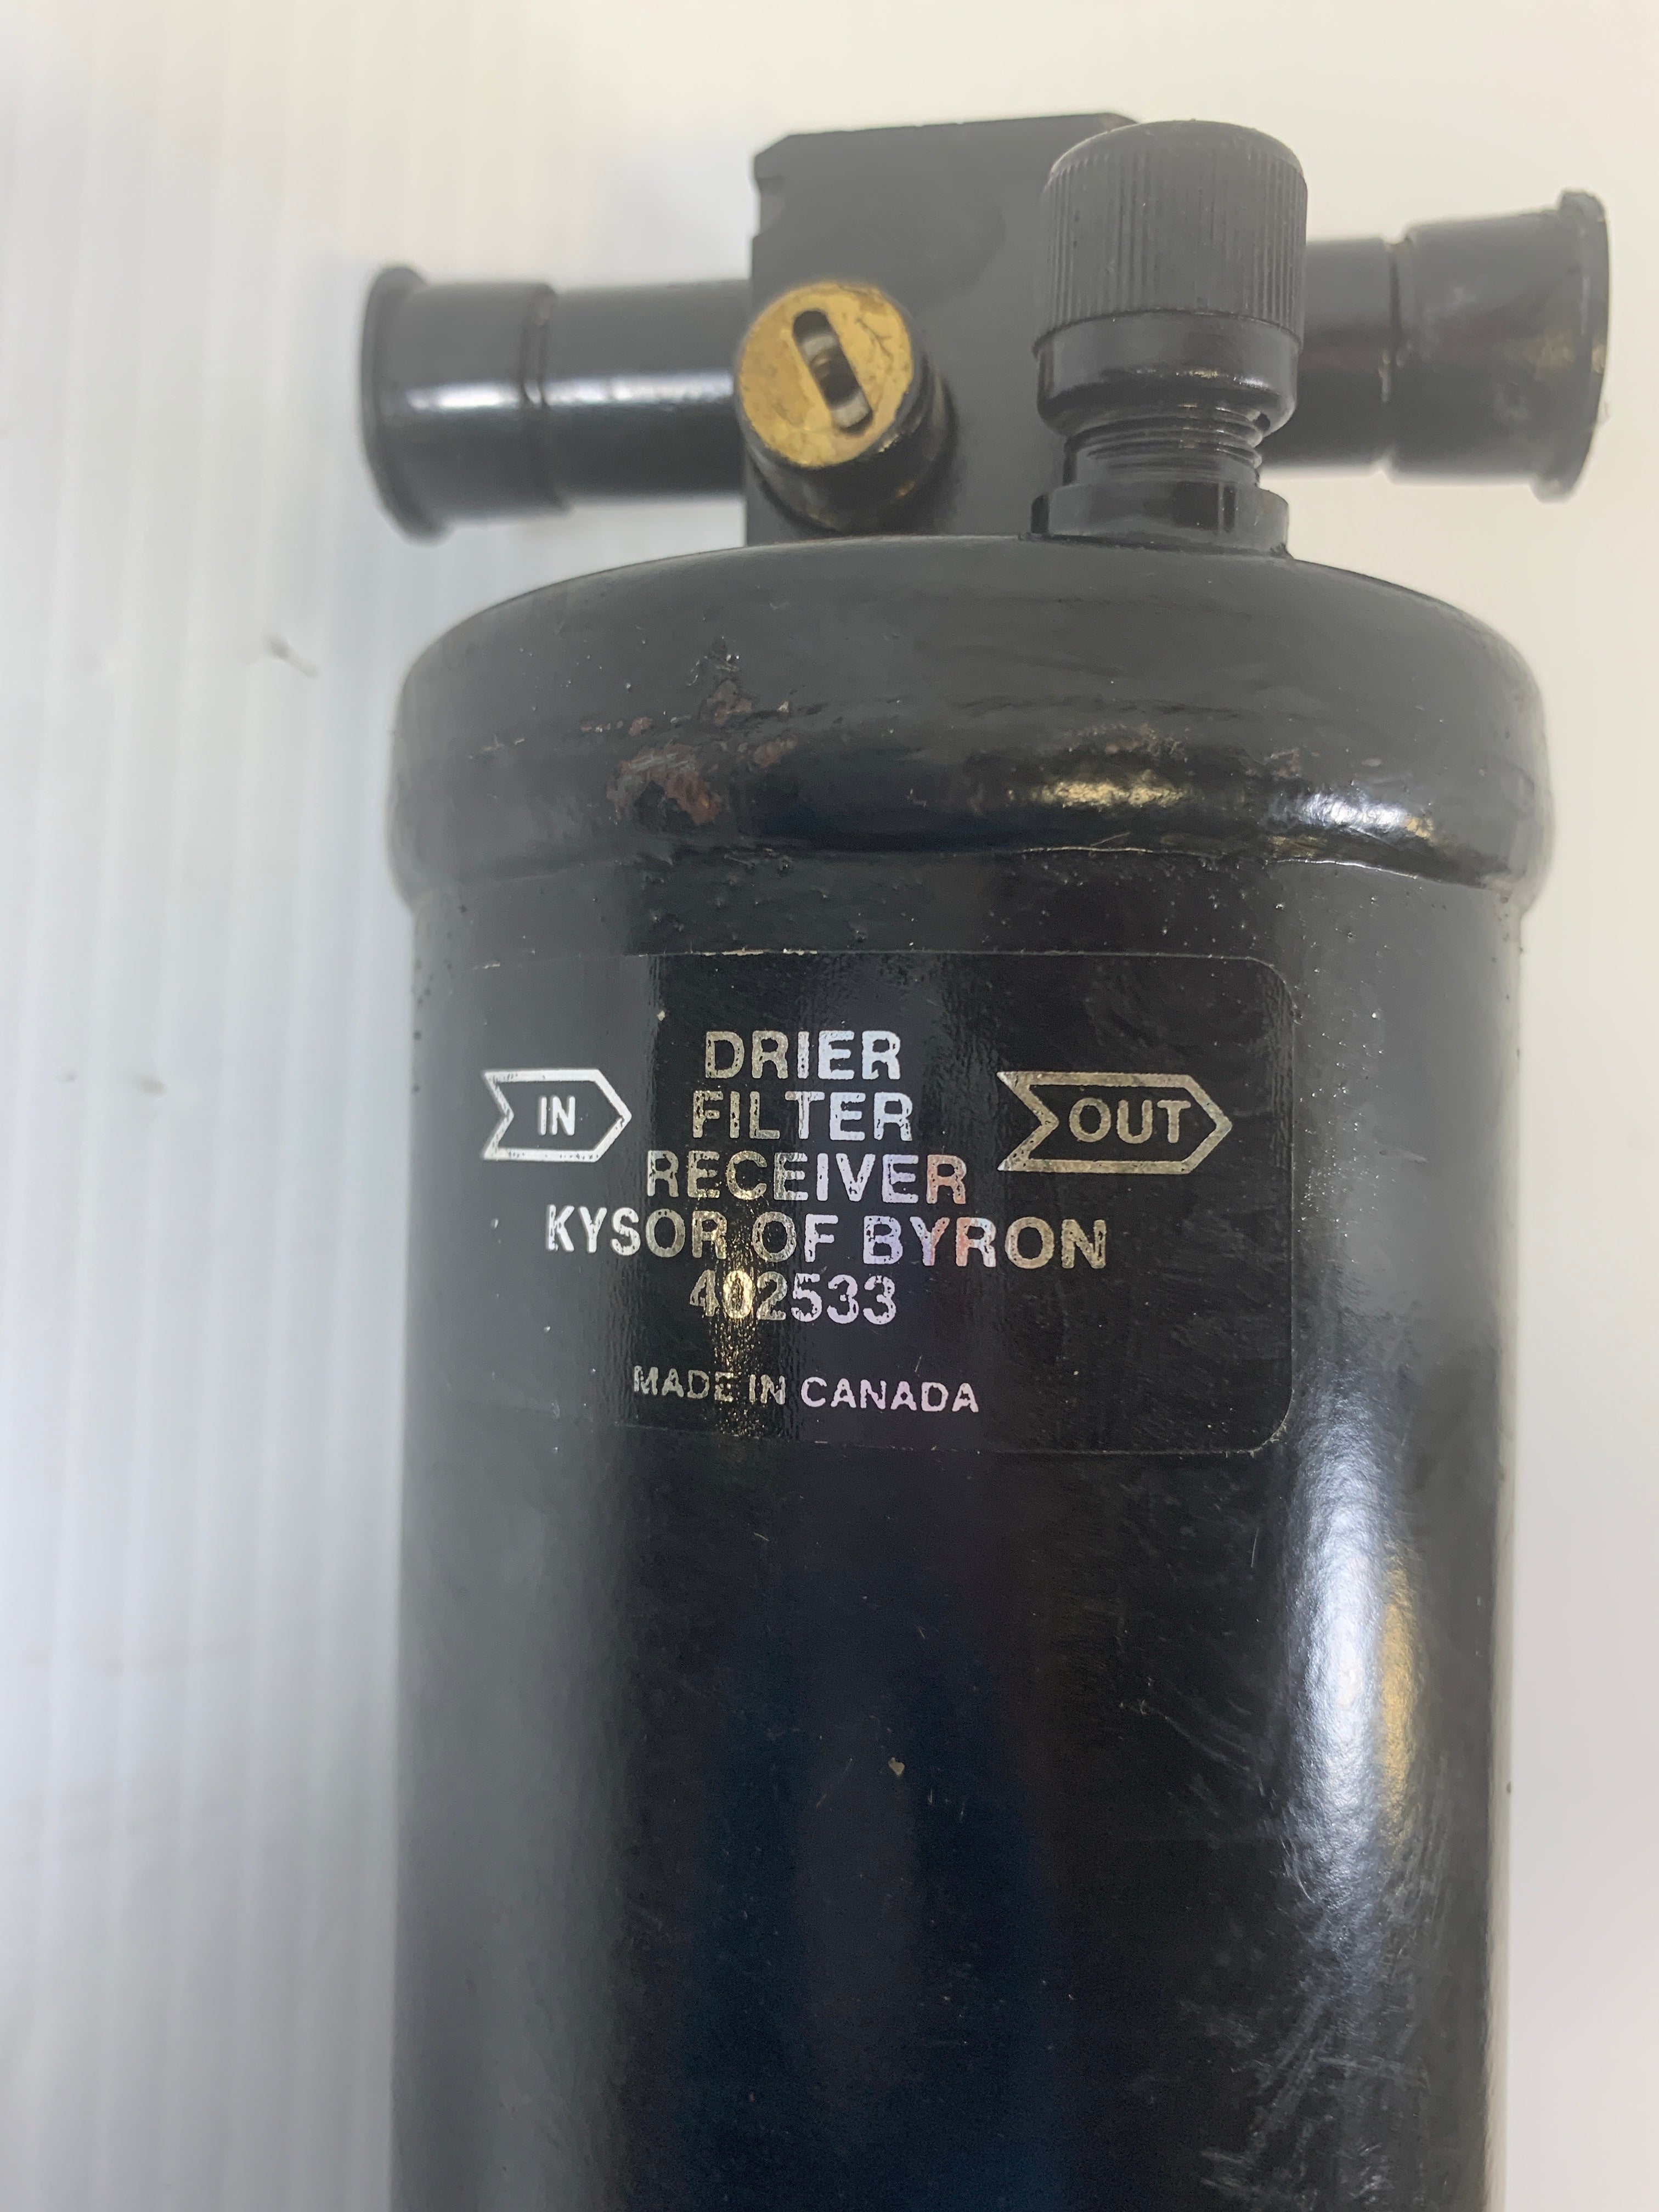 DRIER
IN FILTER OUT
RECEIVER
KYSOR OF BYRON
402533
MADE IN CANADA